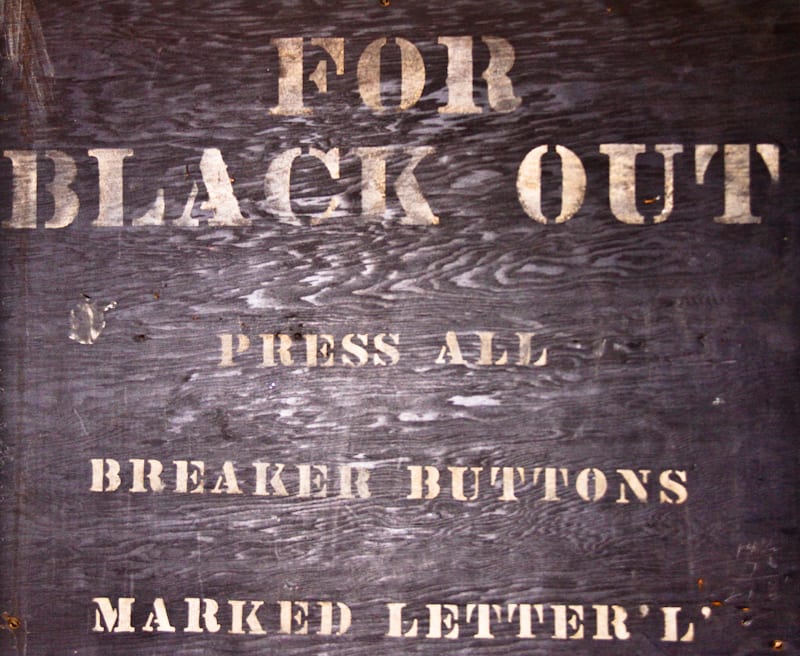 FOR
BLACK OUT
PRESS ALL
BREAKER BUTTONS
MARKED LETTER 'L'